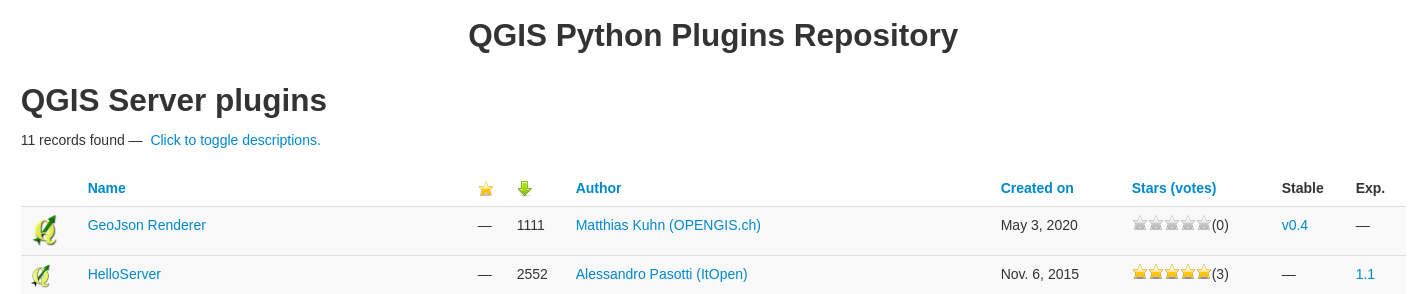 QGIS Python Plugins Repository
QGIS Server plugins
11 records found — Click to toggle descriptions.
Name Author Created on Stars (votes) Stable Exp.
GeoJson Renderer — 1111 Matthias Kuhn (OPENGIS.ch) May 3, 2020 (0) v0.4 —
HelloServer — 2552 Alessandro Pasotti (ItOpen) Nov. 6, 2015 (3) — 1.1